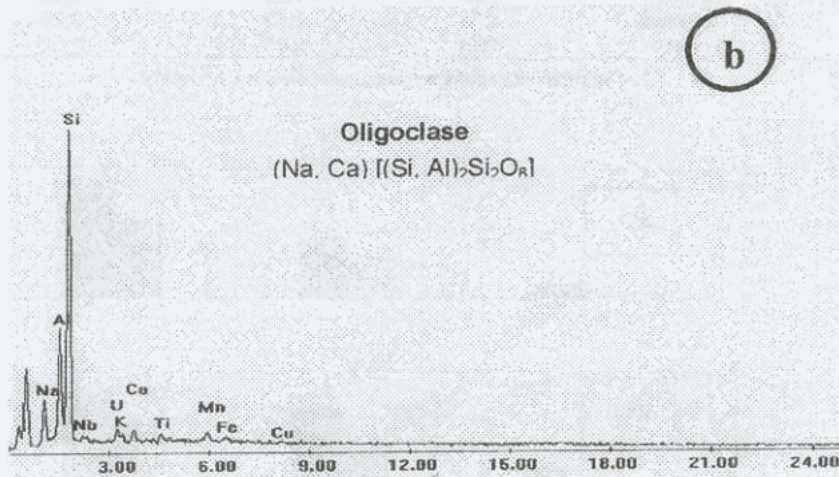 b
Si
Oligoclase
(Na, Ca) [(Si, Al)₂Si₂O₈]
Al
Na
Ca
U
Nb
K
Ti
Mn
Fe
Cu
3.00 6.00 9.00 12.00 15.00 18.00 21.00 24.00